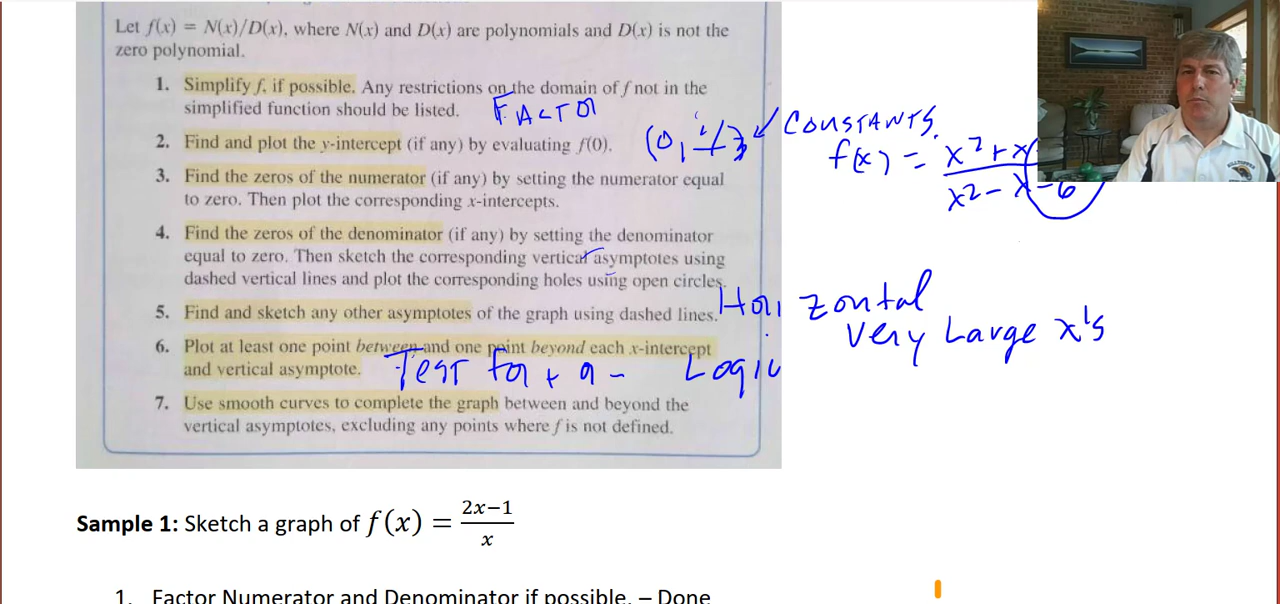 Let f(x) = N(x)/D(x), where N(x) and D(x) are polynomials and D(x) is not the
zero polynomial.
1. Simplify f, if possible. Any restrictions on the domain of f not in the
simplified function should be listed.
FACTOR
2. Find and plot the y-intercept (if any) by evaluating f(0).
CONSTANTS.
f(x) = x² + x
x² - x - 6
3. Find the zeros of the numerator (if any) by setting the numerator equal
to zero. Then plot the corresponding x-intercepts.
4. Find the zeros of the denominator (if any) by setting the denominator
equal to zero. Then sketch the corresponding vertical asymptotes using
dashed vertical lines and plot the corresponding holes using open circles.
5. Find and sketch any other asymptotes of the graph using dashed lines.
Horizontal
Very Large x's
6. Plot at least one point between and one point beyond each x-intercept
and vertical asymptote.
Test for + or - Logic
7. Use smooth curves to complete the graph between and beyond the
vertical asymptotes, excluding any points where f is not defined.
Sample 1: Sketch a graph of f(x) = 2x−1/x
1. Factor Numerator and Denominator if possible. – Done